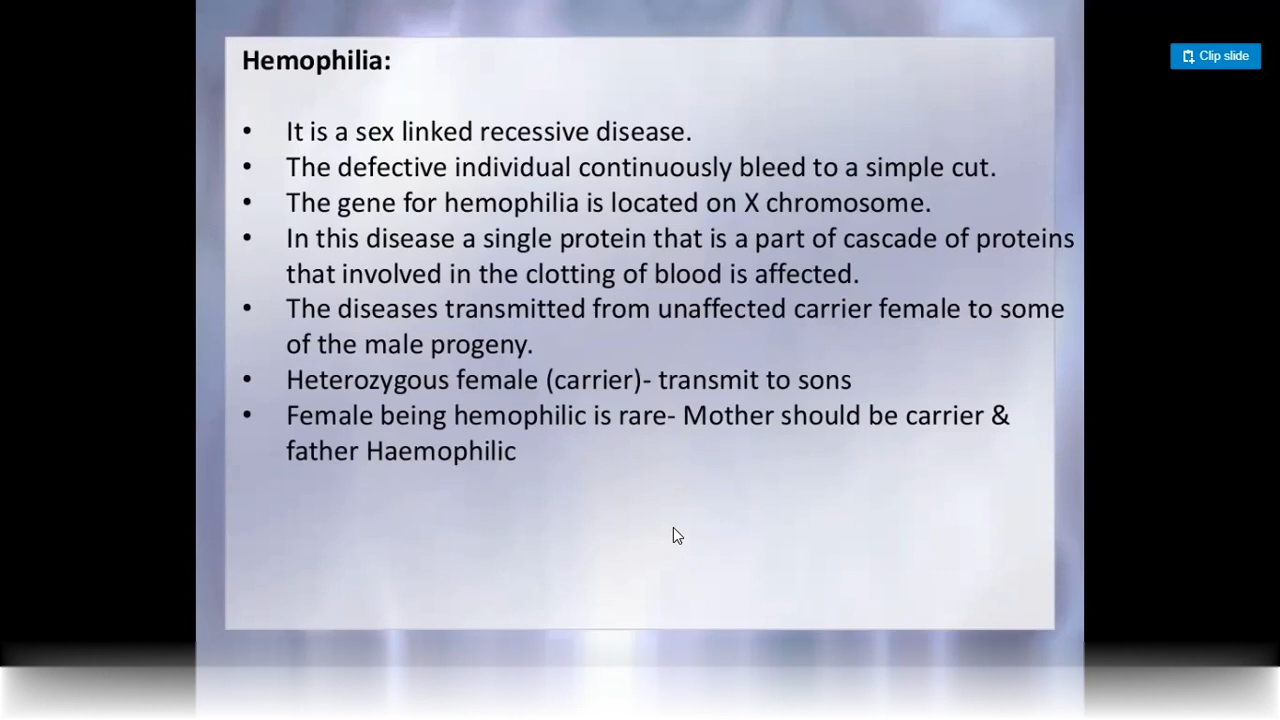 Clip slide
Hemophilia:
• It is a sex linked recessive disease.
• The defective individual continuously bleed to a simple cut.
• The gene for hemophilia is located on X chromosome.
• In this disease a single protein that is a part of cascade of proteins
that involved in the clotting of blood is affected.
• The diseases transmitted from unaffected carrier female to some
of the male progeny.
• Heterozygous female (carrier)- transmit to sons
• Female being hemophilic is rare- Mother should be carrier &
father Haemophilic